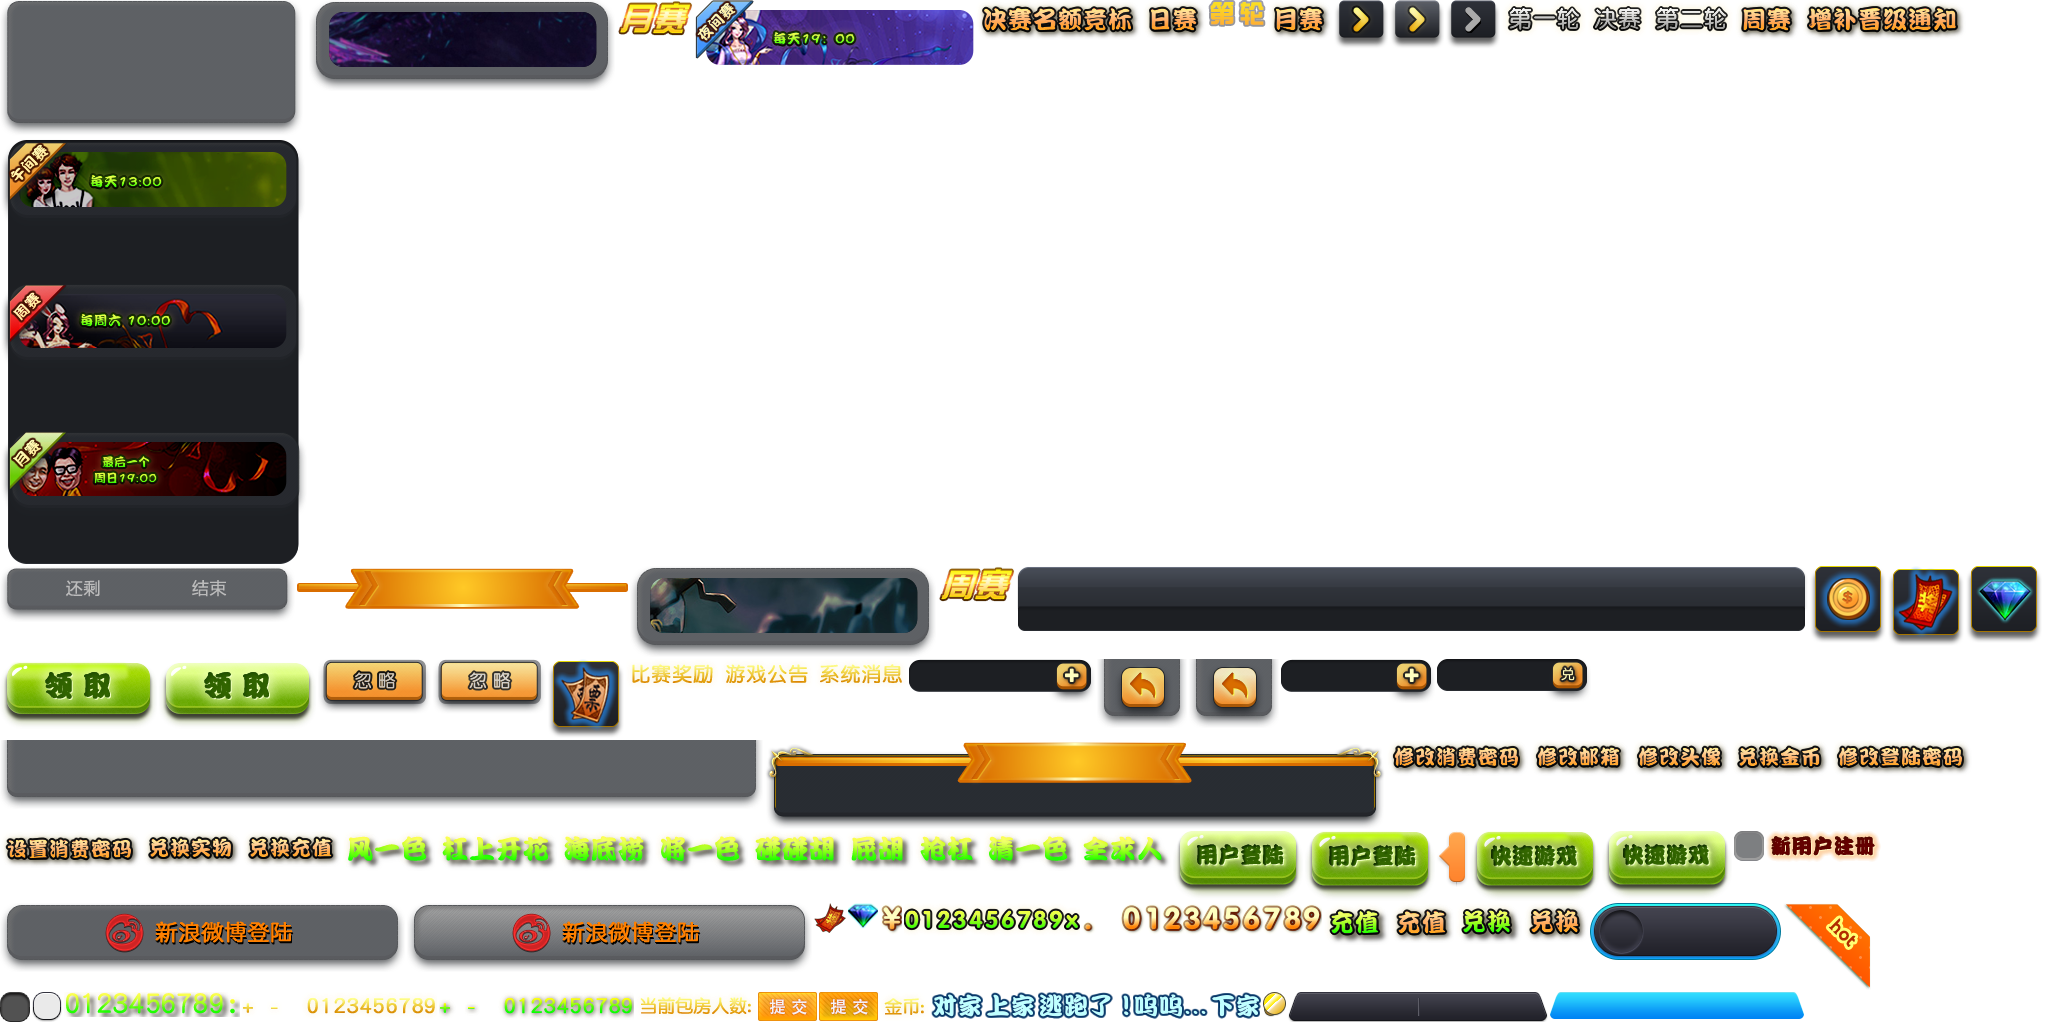 月赛
夜间赛
每天19：00
决赛名额竞标 日赛 第轮 月赛
第一轮 决赛 第二轮 周赛 增补晋级通知
午间赛
每天13:00
周赛
每周六 10:00
月赛
最后一个
周日19:00
还剩 结束
周赛
领取 领取 忽略 忽略
票
比赛奖励 游戏公告 系统消息
兑
修改消费密码 修改邮箱 修改头像 兑换金币 修改登陆密码
设置消费密码 兑换实物 兑换充值 风一色 杠上开花 海底捞 将一色 碰碰胡 屁胡 抢杠 清一色 全求人
用户登陆 用户登陆 快速游戏 快速游戏 新用户注册
新浪微博登陆 新浪微博登陆
¥0123456789x. 0123456789 充值 充值 兑换 兑换
hot
0123456789:+ - 0123456789+ - 0123456789 当前包房人数: 提交 提交 金币: 对家上家逃跑了!呜呜...下家